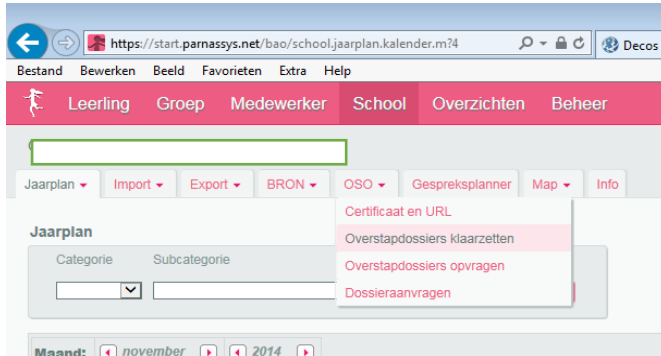 https://start.parnassys.net/bao/school.jaarplan.kalender.m?4 Decos
Bestand Bewerken Beeld Favorieten Extra Help
Leerling Groep Medewerker School Overzichten Beheer
Jaarplan Import Export BRON OSO Gespreksplanner Map Info
Certificaat en URL
Jaarplan
Overstapdossiers klaarzetten
Categorie Subcategorie
Overstapdossiers opvragen
Dossieraanvragen
Maand: november 2014